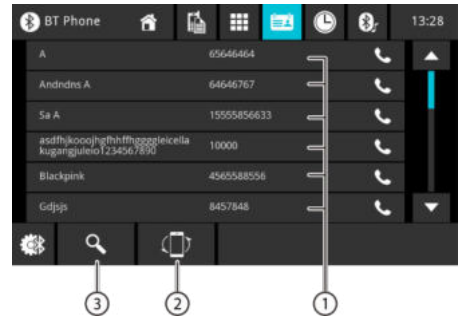 BT Phone 13:28
A 65646464
Andndns A 64646767
Sa A 15555856633
asdfhjkooojhgfhhffhggggleicella
kugangjuleio1234567890 10000
Blackpink 4565588556
Gdjsjs 8457848
3 2 1